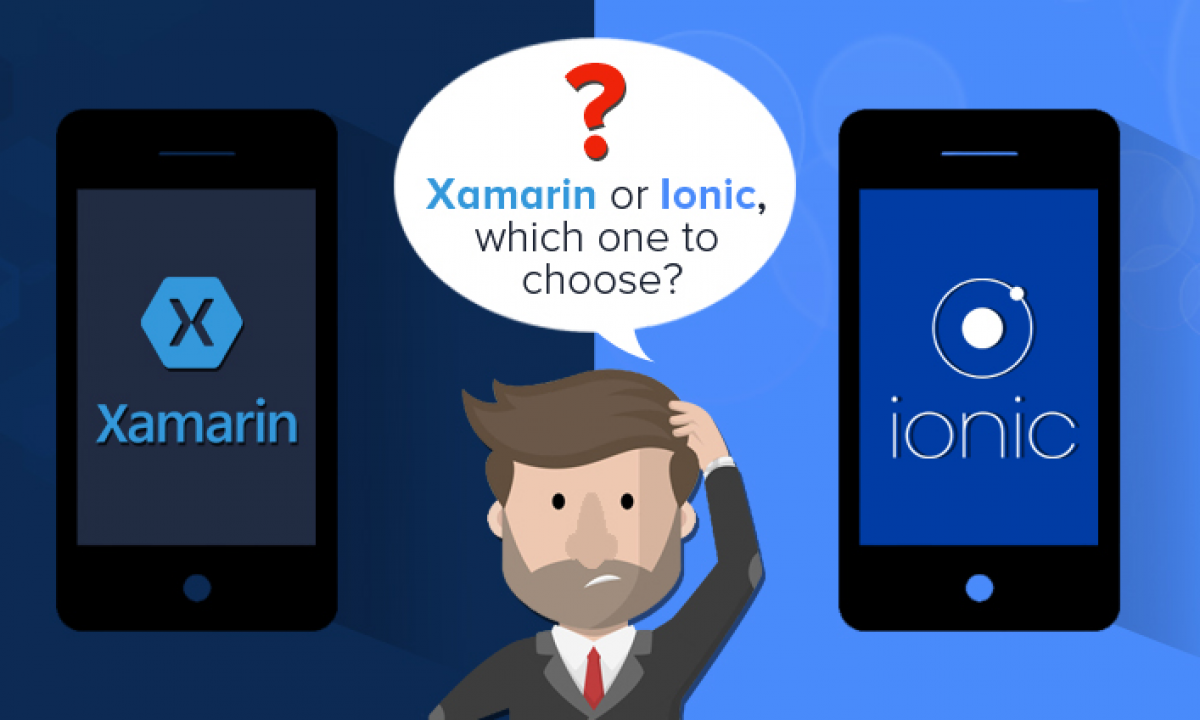 ?
Xamarin or Ionic,
which one to
choose?
X
Xamarin
ionic